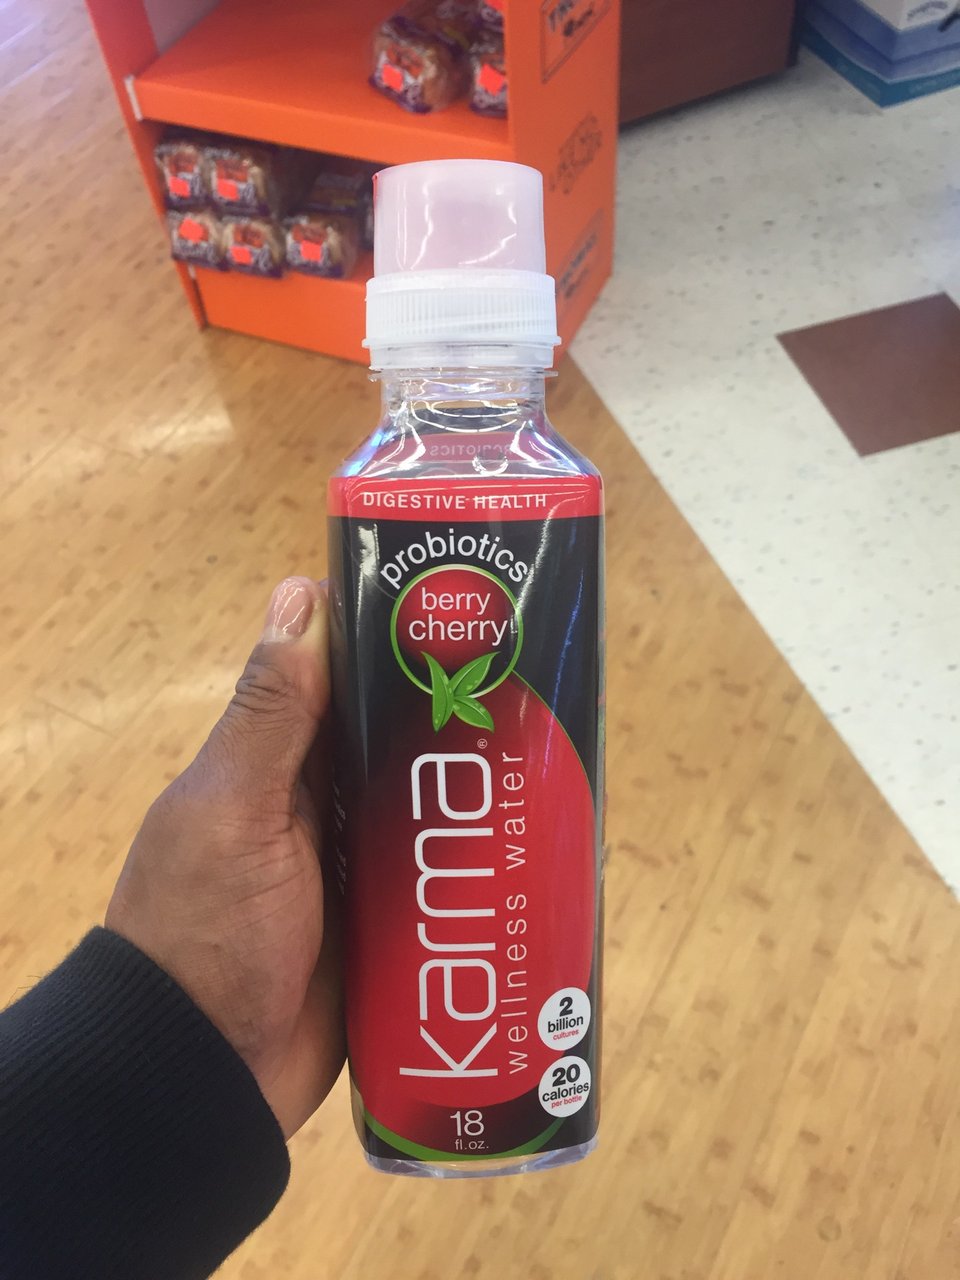 DIGESTIVE HEALTH
probiotics
berry
cherry
karma®
wellness water
2
billion
cultures
20
calories
per bottle
18
fl.oz.